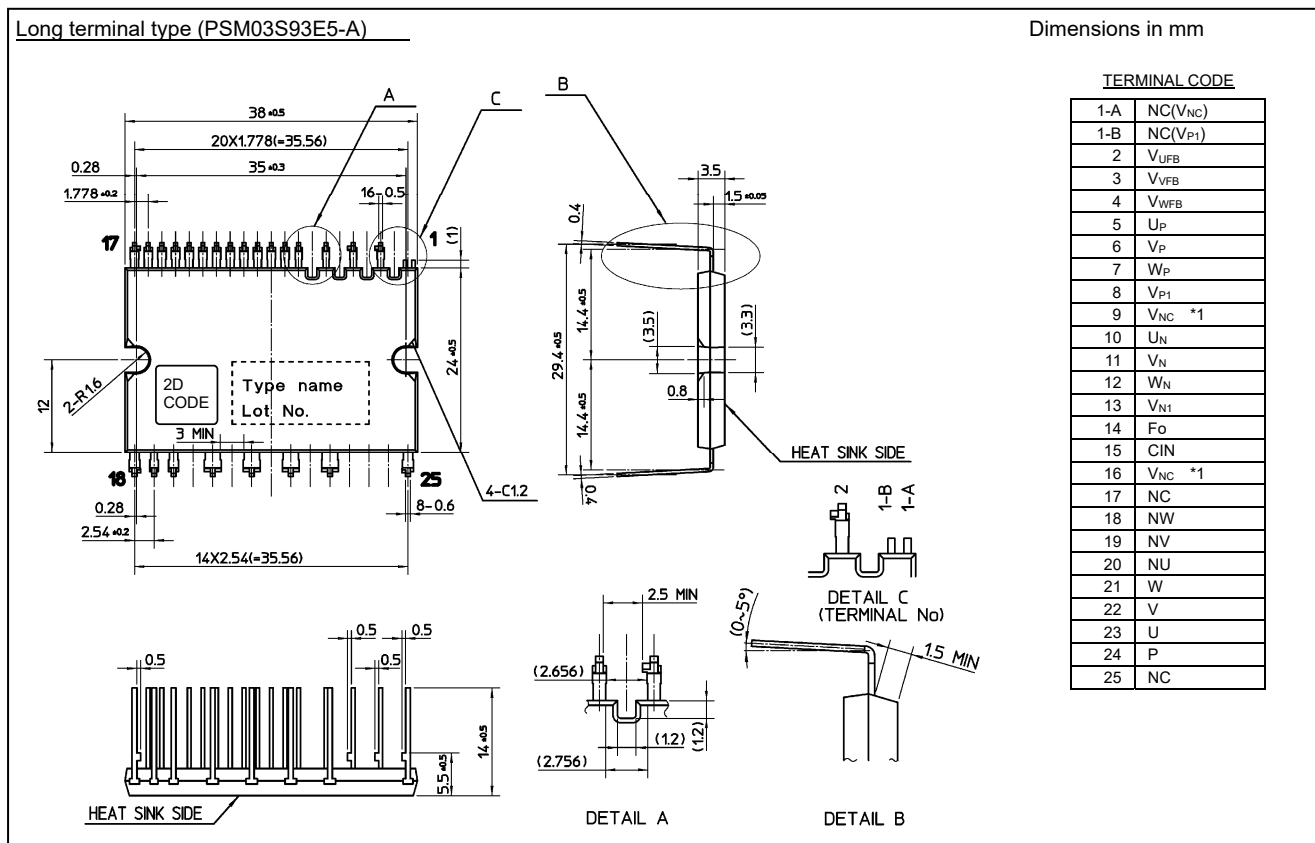 Long terminal type (PSM03S93E5-A)
Dimensions in mm
A
C
B
38 ±0.5
20X1.778(=35.56)
0.28
35 ±0.3
1.778 ±0.2
16-0.5
17
1
(1)
24 ±0.5
12
2-R1.6
2D
CODE
Type name
Lot No.
3 MIN
18
25
4-C1.2
0.28
8-0.6
2.54 ±0.2
14X2.54(=35.56)
3.5
1.5 ±0.05
0.4
29.4 ±0.5
14.4 ±0.5
14.4 ±0.5
(3.5)
(3.3)
0.8
0.4
HEAT SINK SIDE
2
1-B
1-A
DETAIL C
(TERMINAL No)
0.5
0.5
0.5
0.5
14 ±0.5
5.5 ±0.5
HEAT SINK SIDE
2.5 MIN
(2.656)
(1.2)
(1.2)
(2.756)
DETAIL A
(0~5°)
1.5 MIN
DETAIL B
TERMINAL CODE
1-A NC(VNC)
1-B NC(VP1)
2 VUFB
3 VVFB
4 VWFB
5 UP
6 VP
7 WP
8 VP1
9 VNC *1
10 UN
11 VN
12 WN
13 VN1
14 Fo
15 CIN
16 VNC *1
17 NC
18 NW
19 NV
20 NU
21 W
22 V
23 U
24 P
25 NC